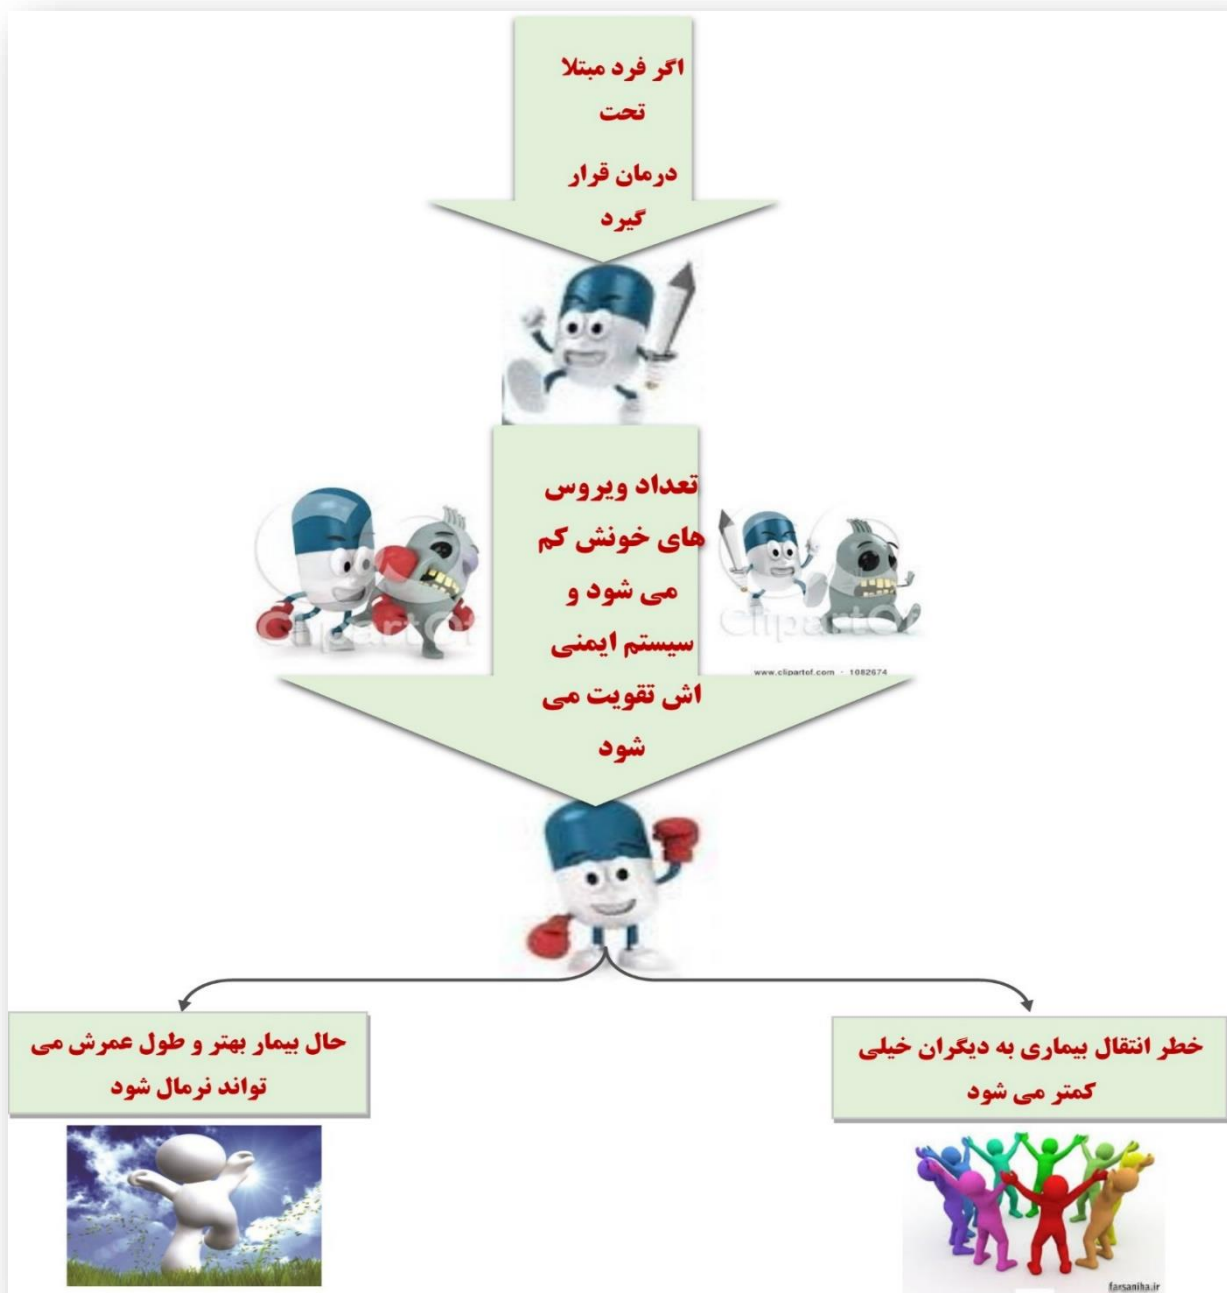 اگر فرد مبتلا
تحت
درمان قرار
گیرد
تعداد ویروس
های خونش کم
می شود و
سیستم ایمنی
اش تقویت می
شود
ClipartOf
ClipartOf
www.clipartof.com · 1082674
خطر انتقال بیماری به دیگران خیلی
کمتر می شود
حال بیمار بهتر و طول عمرش می
تواند نرمال شود
farsaniha.ir